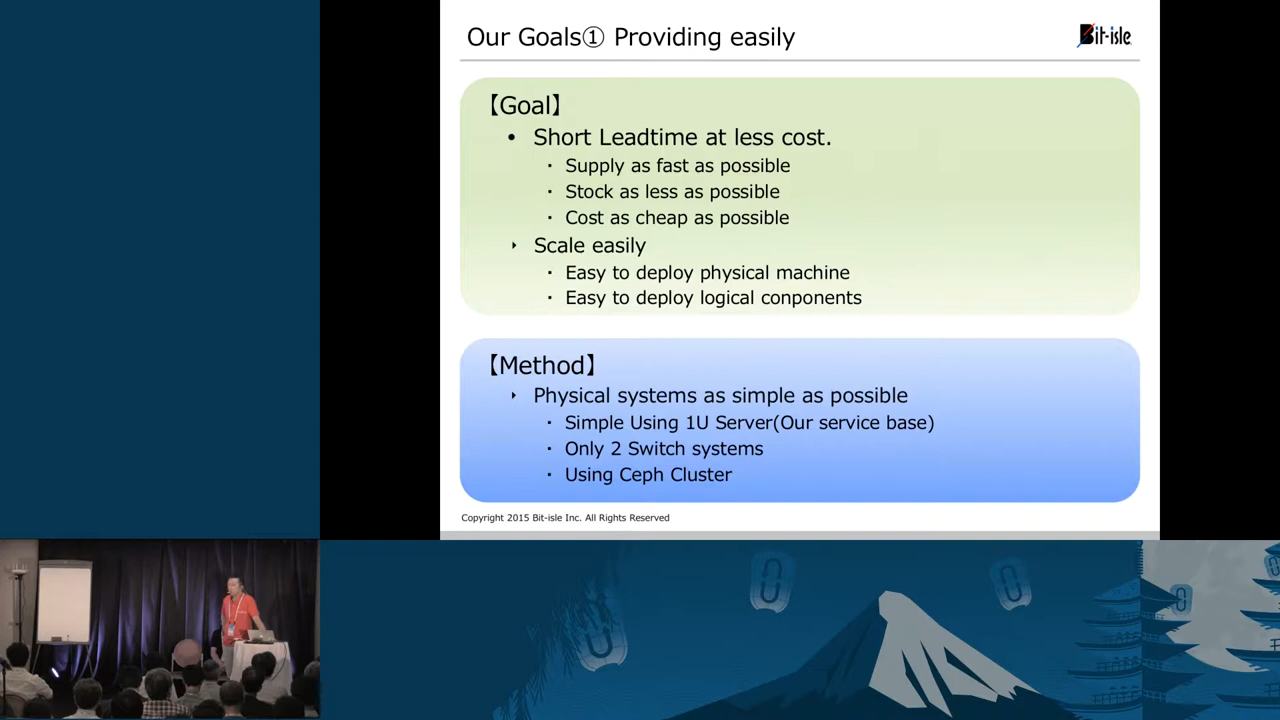 Our Goals① Providing easily
Bit-isle
【Goal】
• Short Leadtime at less cost.
・ Supply as fast as possible
・ Stock as less as possible
・ Cost as cheap as possible
‣ Scale easily
・ Easy to deploy physical machine
・ Easy to deploy logical conponents
【Method】
‣ Physical systems as simple as possible
・ Simple Using 1U Server(Our service base)
・ Only 2 Switch systems
・ Using Ceph Cluster
Copyright 2015 Bit-isle Inc. All Rights Reserved